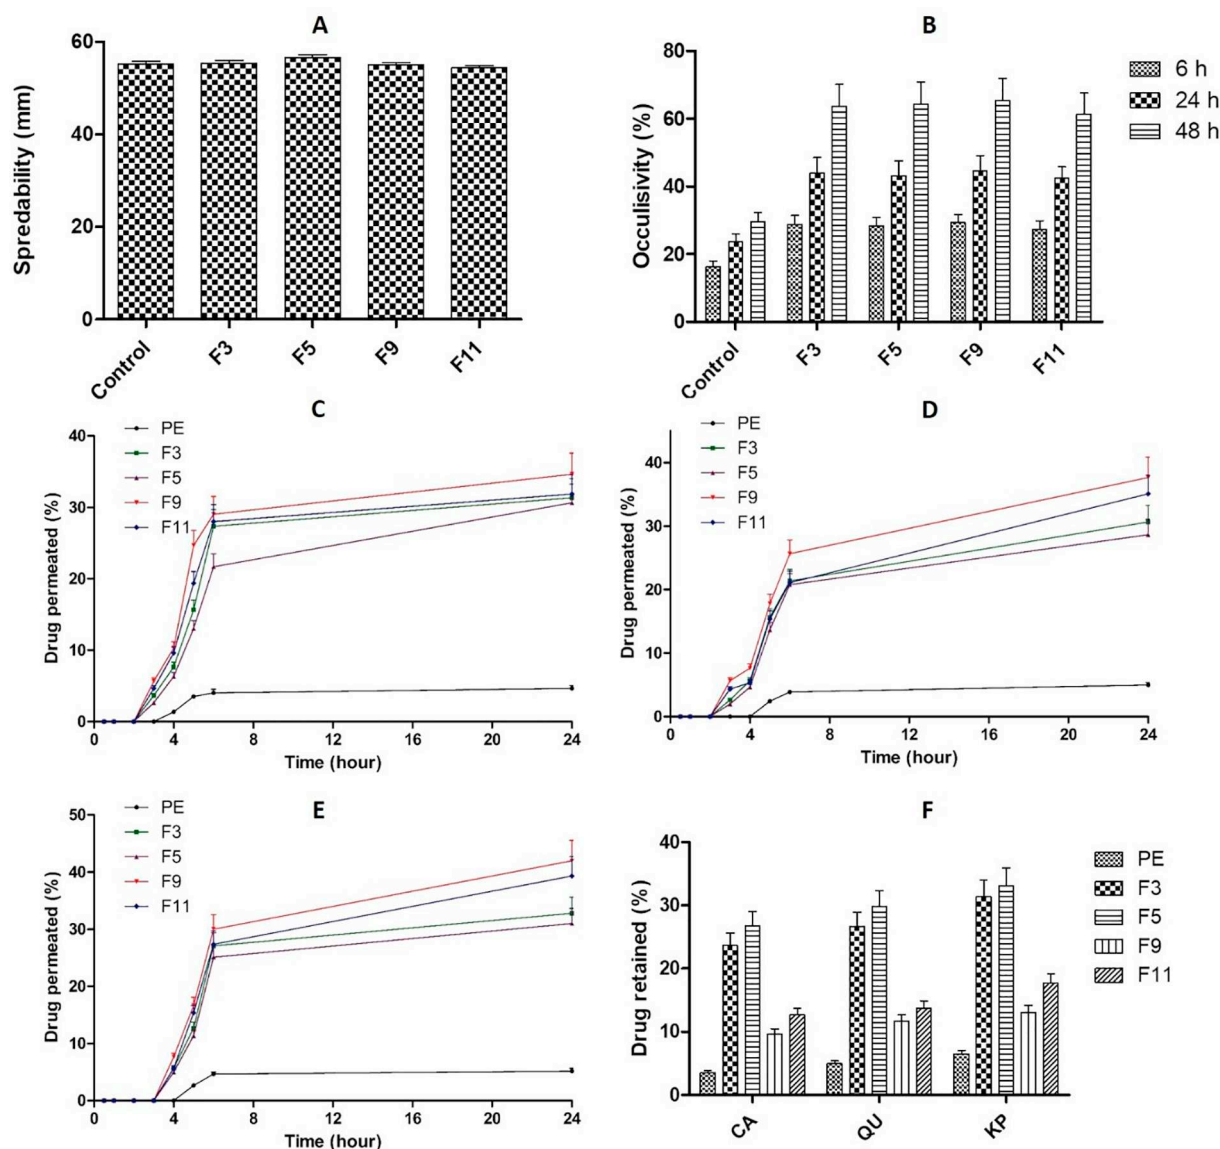 A
Spredability (mm)
60
40
20
0
Control
F3
F5
F9
F11
B
Occulisivity (%)
80
60
40
20
0
Control
F3
F5
F9
F11
6 h
24 h
48 h
C
Drug permeated (%)
40
30
20
10
0
PE
F3
F5
F9
F11
0 4 8 12 16 20 24
Time (hour)
D
Drug permeated (%)
40
30
20
10
0
PE
F3
F5
F9
F11
0 4 8 12 16 20 24
Time (hour)
E
Drug permeated (%)
50
40
30
20
10
0
PE
F3
F5
F9
F11
0 4 8 12 16 20 24
Time (hour)
F
Drug retained (%)
40
30
20
10
0
CA
QU
KP
PE
F3
F5
F9
F11